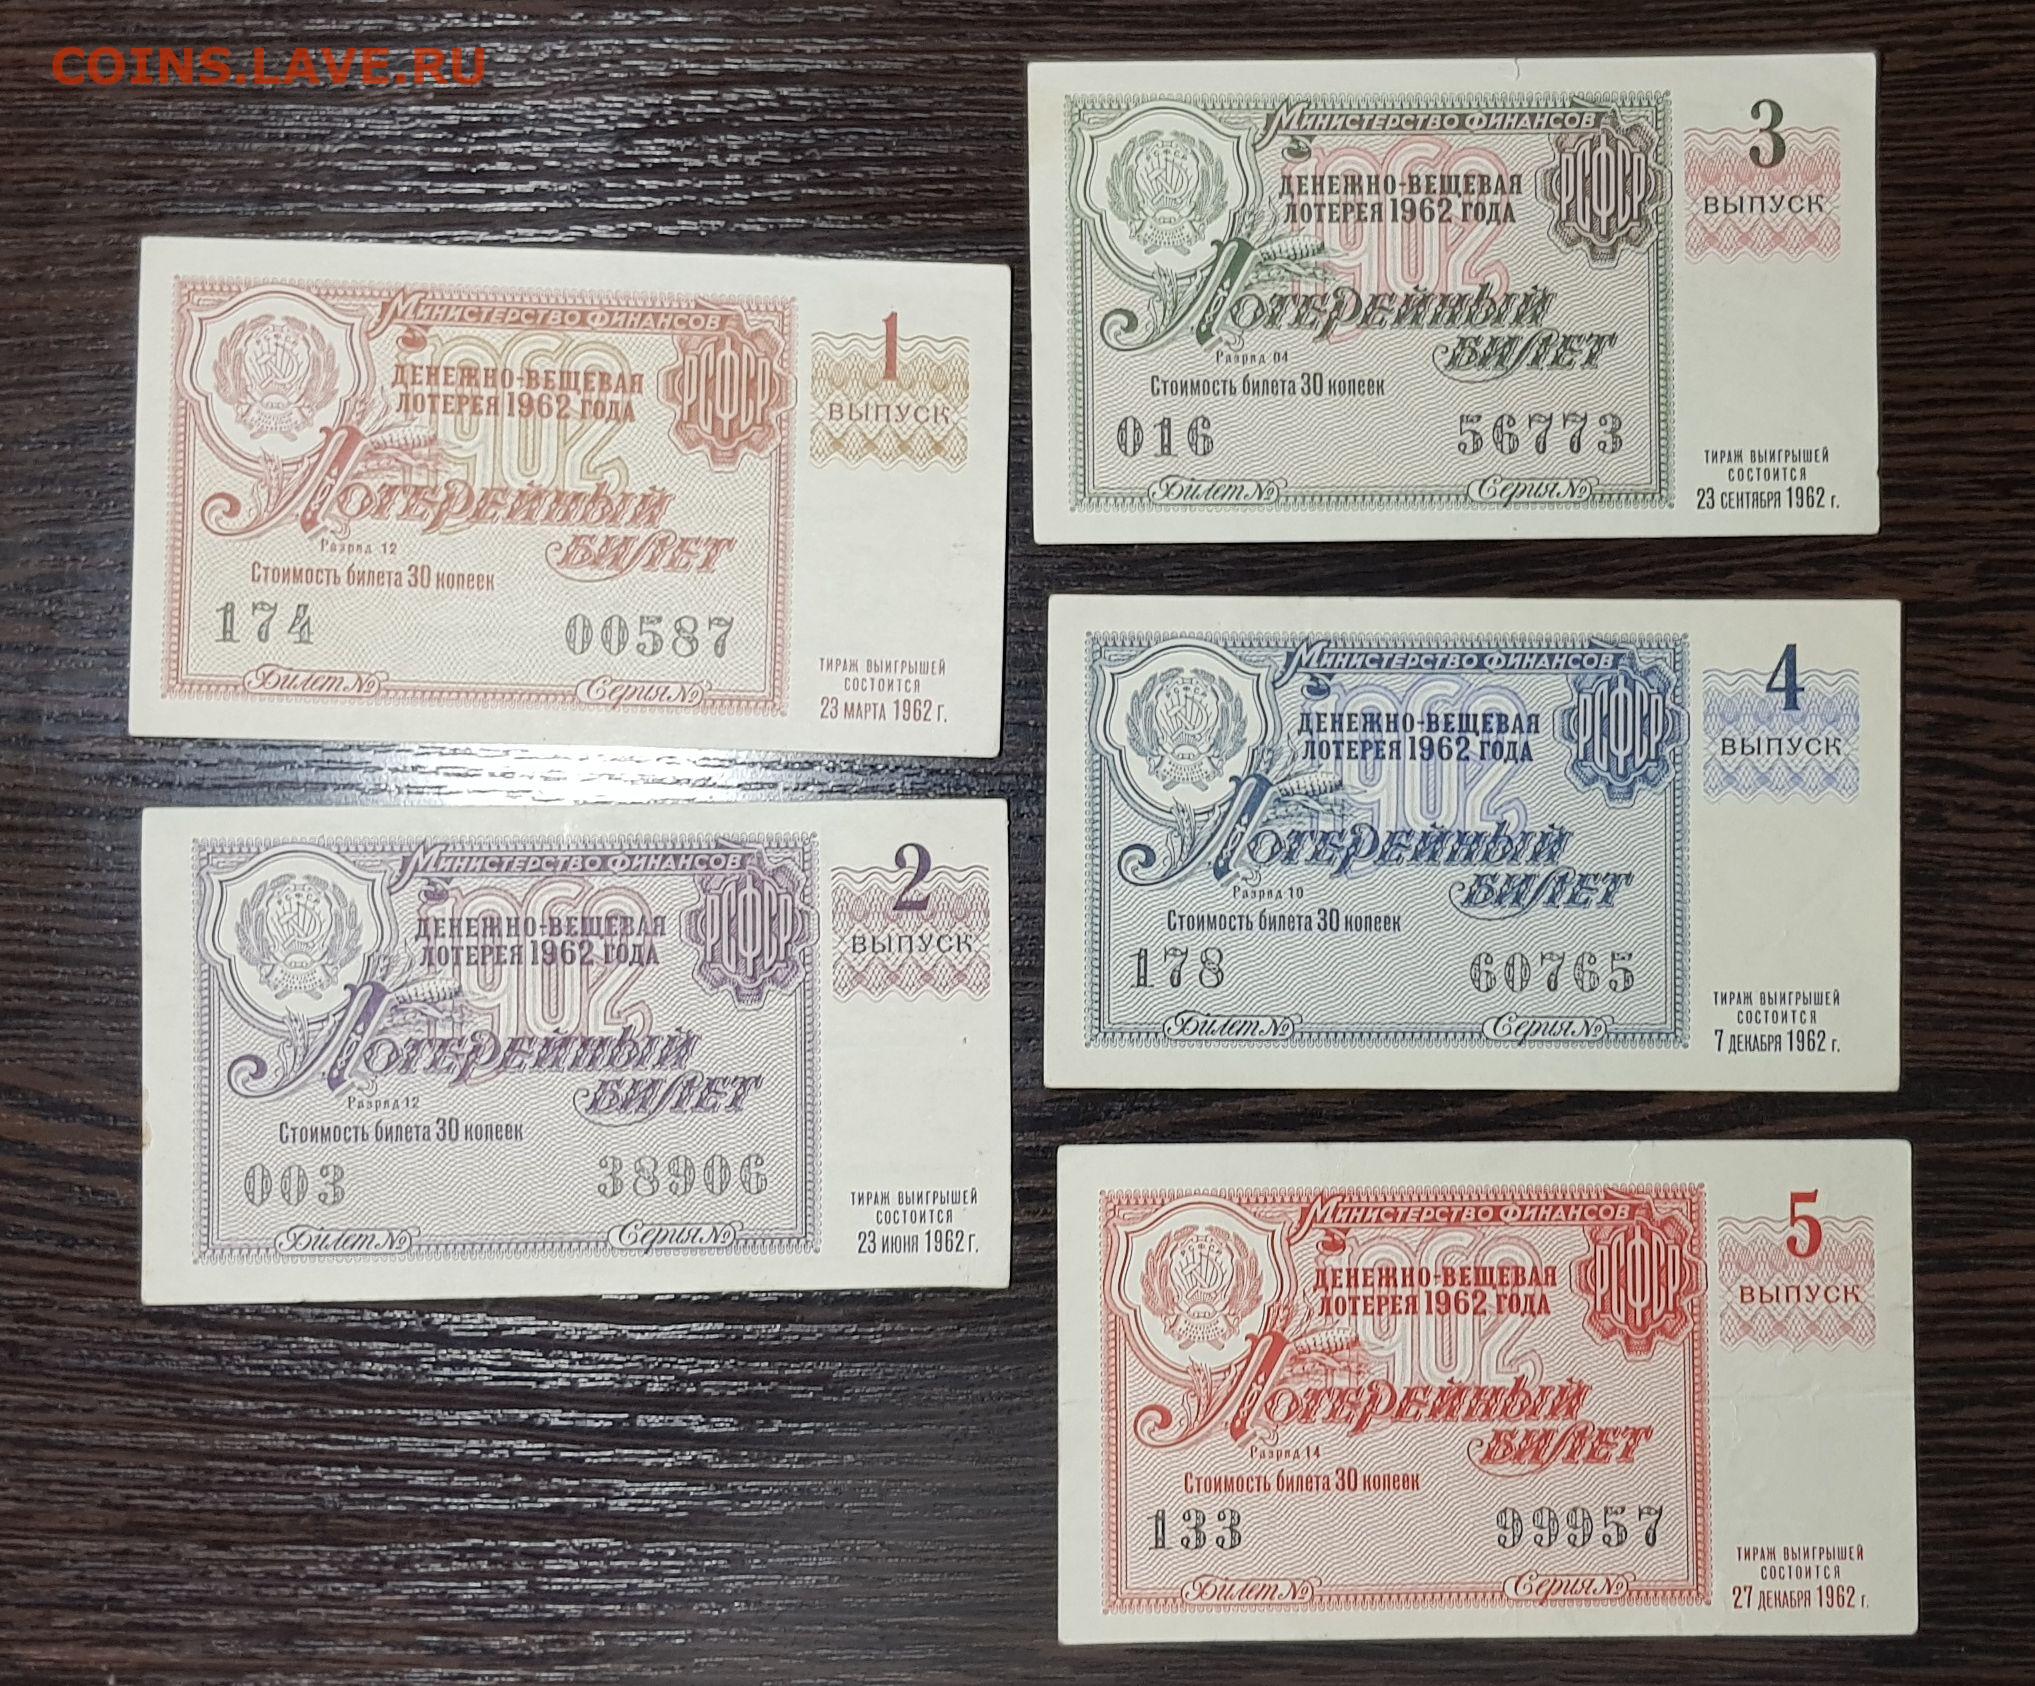 COINS.LAVE.RU
МИНИСТЕРСТВО ФИНАНСОВ
1962
РСФСР
ДЕНЕЖНО-ВЕЩЕВАЯ
ЛОТЕРЕЯ 1962 ГОДА
ЛОТЕРЕЙНЫЙ
БИЛЕТ
Разряд 12
Стоимость билета 30 копеек
174 00587
Билет № Серия №
1
ВЫПУСК
ТИРАЖ ВЫИГРЫШЕЙ
СОСТОИТСЯ
23 МАРТА 1962 г.
МИНИСТЕРСТВО ФИНАНСОВ
1962
РСФСР
ДЕНЕЖНО-ВЕЩЕВАЯ
ЛОТЕРЕЯ 1962 ГОДА
ЛОТЕРЕЙНЫЙ
БИЛЕТ
Разряд 12
Стоимость билета 30 копеек
003 38906
Билет № Серия №
2
ВЫПУСК
ТИРАЖ ВЫИГРЫШЕЙ
СОСТОИТСЯ
23 ИЮНЯ 1962 г.
МИНИСТЕРСТВО ФИНАНСОВ
1962
РСФСР
ДЕНЕЖНО-ВЕЩЕВАЯ
ЛОТЕРЕЯ 1962 ГОДА
ЛОТЕРЕЙНЫЙ
БИЛЕТ
Разряд 04
Стоимость билета 30 копеек
016 56773
Билет № Серия №
3
ВЫПУСК
ТИРАЖ ВЫИГРЫШЕЙ
СОСТОИТСЯ
23 СЕНТЯБРЯ 1962 г.
МИНИСТЕРСТВО ФИНАНСОВ
1962
РСФСР
ДЕНЕЖНО-ВЕЩЕВАЯ
ЛОТЕРЕЯ 1962 ГОДА
ЛОТЕРЕЙНЫЙ
БИЛЕТ
Разряд 10
Стоимость билета 30 копеек
178 60765
Билет № Серия №
4
ВЫПУСК
ТИРАЖ ВЫИГРЫШЕЙ
СОСТОИТСЯ
7 ДЕКАБРЯ 1962 г.
МИНИСТЕРСТВО ФИНАНСОВ
1962
РСФСР
ДЕНЕЖНО-ВЕЩЕВАЯ
ЛОТЕРЕЯ 1962 ГОДА
ЛОТЕРЕЙНЫЙ
БИЛЕТ
Разряд 14
Стоимость билета 30 копеек
133 99957
Билет № Серия №
5
ВЫПУСК
ТИРАЖ ВЫИГРЫШЕЙ
СОСТОИТСЯ
27 ДЕКАБРЯ 1962 г.